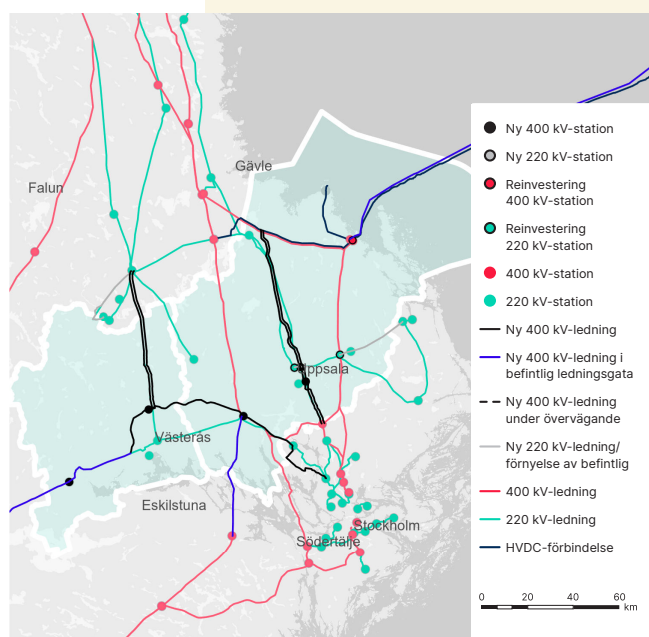 Gävle
Falun
Uppsala
Västerås
Eskilstuna
Stockholm
Södertälje
Ny 400 kV-station
Ny 220 kV-station
Reinvestering
400 kV-station
Reinvestering
220 kV-station
400 kV-station
220 kV-station
Ny 400 kV-ledning
Ny 400 kV-ledning i
befintlig ledningsgata
Ny 400 kV-ledning
under övervägande
Ny 220 kV-ledning/
förnyelse av befintlig
400 kV-ledning
220 kV-ledning
HVDC-förbindelse
0 20 40 60
km